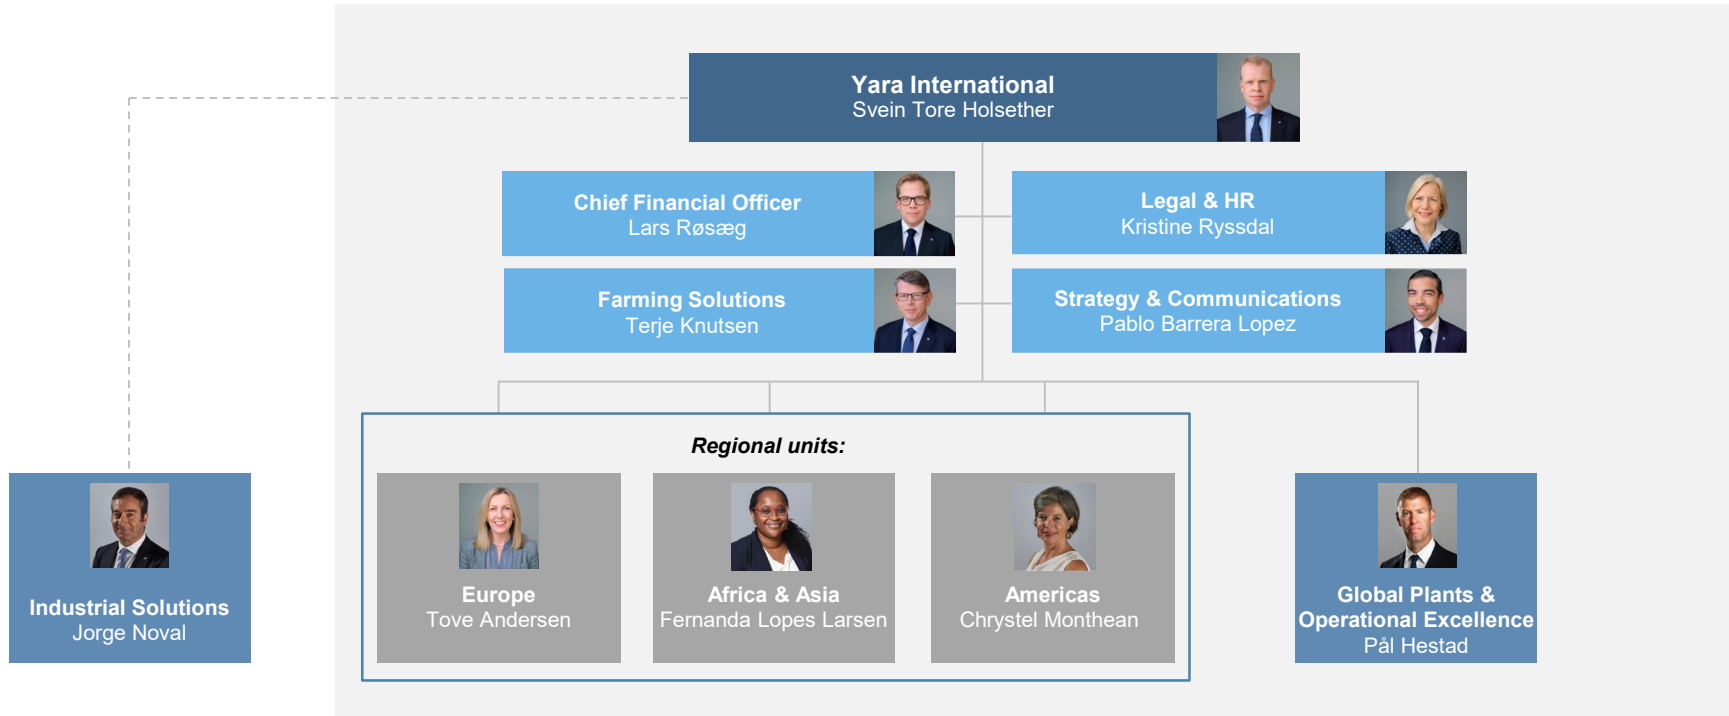 Yara International
Svein Tore Holsether
Chief Financial Officer
Lars Røsæg
Legal & HR
Kristine Ryssdal
Farming Solutions
Terje Knutsen
Strategy & Communications
Pablo Barrera Lopez
Regional units:
Industrial Solutions
Jorge Noval
Europe
Tove Andersen
Africa & Asia
Fernanda Lopes Larsen
Americas
Chrystel Monthean
Global Plants &
Operational Excellence
Pål Hestad